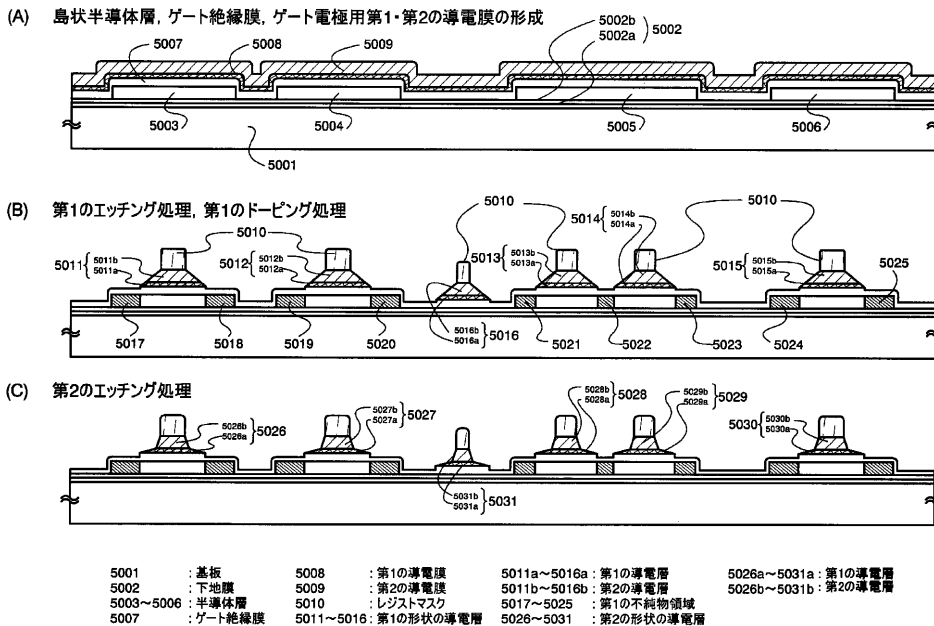 (A) 島状半導体層, ゲート絶縁膜, ゲート電極用第1・第2の導電膜の形成
5007 5008 5009 5002b 5002a 5002
5003 5004 5005 5006
5001
(B) 第1のエッチング処理, 第1のドーピング処理
5010 5010 5010
5011 5011b 5011a 5012 5012b 5012a 5013 5013b 5013a 5014 5014b 5014a 5015 5015b 5015a 5025
5016b 5016a 5016
5017 5018 5019 5020 5021 5022 5023 5024
(C) 第2のエッチング処理
5026b 5026a 5026 5027b 5027a 5027 5028b 5028a 5028 5029b 5029a 5029 5030 5030b 5030a
5031b 5031a 5031
5001 : 基板 5008 : 第1の導電膜 5011a～5016a : 第1の導電層 5026a～5031a : 第1の導電層
5002 : 下地膜 5009 : 第2の導電膜 5011b～5016b : 第2の導電層 5026b～5031b : 第2の導電層
5003～5006 : 半導体層 5010 : レジストマスク 5017～5025 : 第1の不純物領域
5007 : ゲート絶縁膜 5011～5016 : 第1の形状の導電層 5026～5031 : 第2の形状の導電層